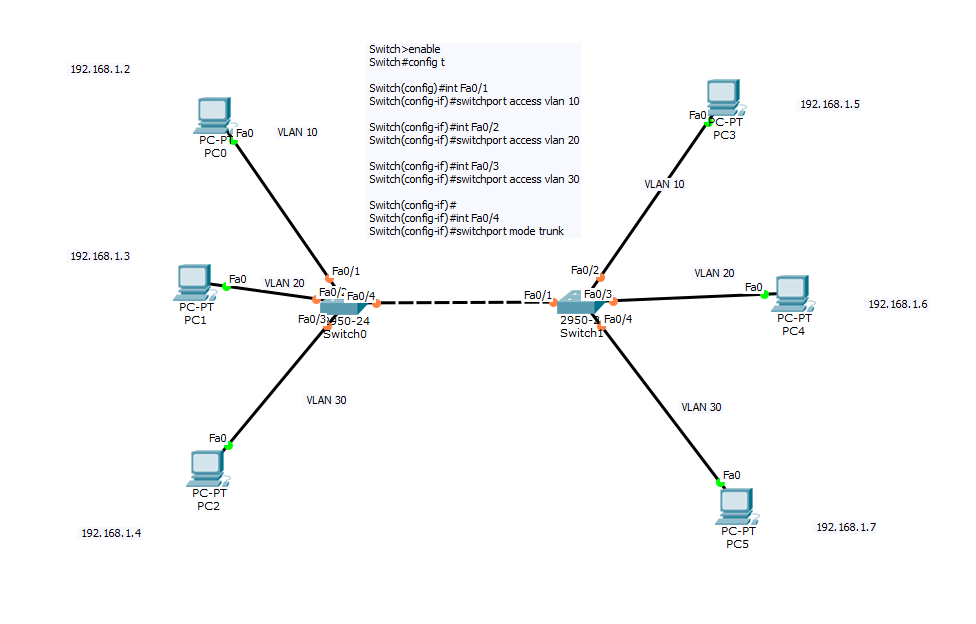 Switch>enable
Switch#config t
Switch(config)#int Fa0/1
Switch(config-if)#switchport access vlan 10
Switch(config-if)#int Fa0/2
Switch(config-if)#switchport access vlan 20
Switch(config-if)#int Fa0/3
Switch(config-if)#switchport access vlan 30
Switch(config-if)#
Switch(config-if)#int Fa0/4
Switch(config-if)#switchport mode trunk
192.168.1.2
PC-PT
PC0
Fa0
VLAN 10
192.168.1.3
PC-PT
PC1
Fa0
VLAN 20
Fa0/1
Fa0/2
Fa0/4
Fa0/3
2950-24
Switch0
VLAN 30
Fa0
PC-PT
PC2
192.168.1.4
192.168.1.5
Fa0
PC-PT
PC3
VLAN 10
Fa0/2
Fa0/1
Fa0/3
Fa0/4
Switch1
VLAN 20
Fa0
PC-PT
PC4
192.168.1.6
VLAN 30
Fa0
PC-PT
PC5
192.168.1.7